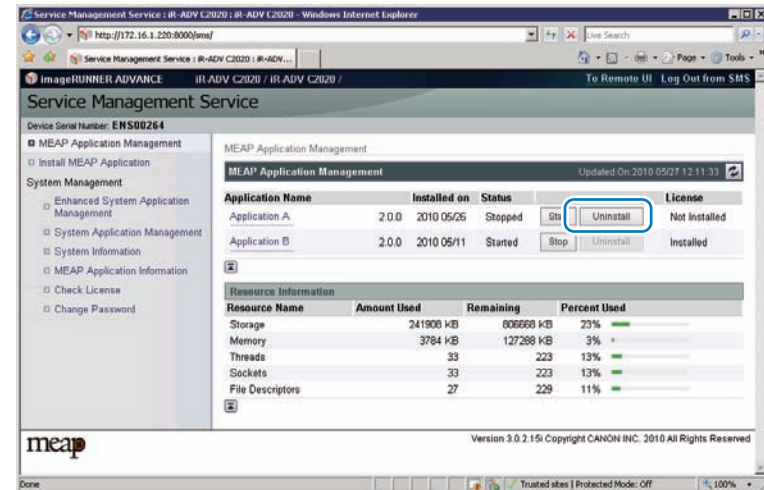 Service Management Service : iR-ADV C2020 : iR-ADV C2020 - Windows Internet Explorer
http://172.16.1.220:8000/sms/
Live Search
Service Management Service : iR-ADV C2020 : iR-ADV...
Page Tools
imageRUNNER ADVANCE iR-ADV C2020 / iR-ADV C2020 / To Remote UI Log Out from SMS
Service Management Service
Device Serial Number: ENS00264
MEAP Application Management
Install MEAP Application
System Management
Enhanced System Application
Management
System Application Management
System Information
MEAP Application Information
Check License
Change Password
MEAP Application Management
MEAP Application Management Updated On:2010 05/27 12:11:33
Application Name Installed on Status License
Application A 2.0.0 2010 05/26 Stopped Sta Uninstall Not Installed
Application B 2.0.0 2010 05/11 Started Stop Uninstall Installed
Resource Information
Resource Name Amount Used Remaining Percent Used
Storage 241908 KB 806668 KB 23%
Memory 3784 KB 127288 KB 3%
Threads 33 223 13%
Sockets 33 223 13%
File Descriptors 27 229 11%
meap
Version 3.0.2.15i Copyright CANON INC. 2010 All Rights Reserved
Done Trusted sites | Protected Mode: Off 100%